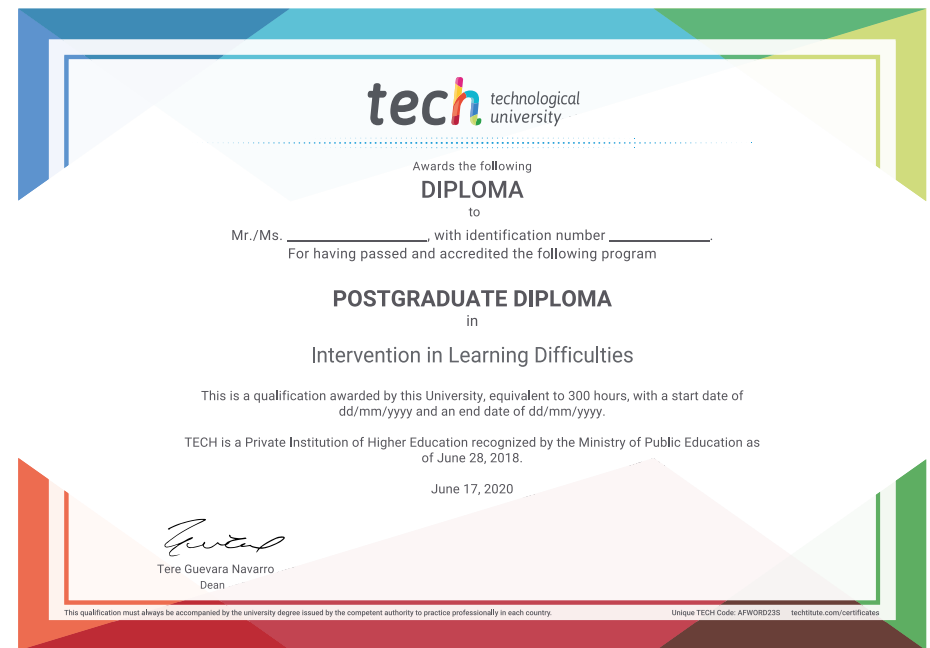 tech technological
university
Awards the following
DIPLOMA
to
Mr./Ms. ____________________, with identification number ______________.
For having passed and accredited the following program
POSTGRADUATE DIPLOMA
in
Intervention in Learning Difficulties
This is a qualification awarded by this University, equivalent to 300 hours, with a start date of
dd/mm/yyyy and an end date of dd/mm/yyyy.
TECH is a Private Institution of Higher Education recognized by the Ministry of Public Education as
of June 28, 2018.
June 17, 2020
Tere Guevara Navarro
Dean
This qualification must always be accompanied by the university degree issued by the competent authority to practice professionally in each country.
Unique TECH Code: AFWORD23S techtitute.com/certificates